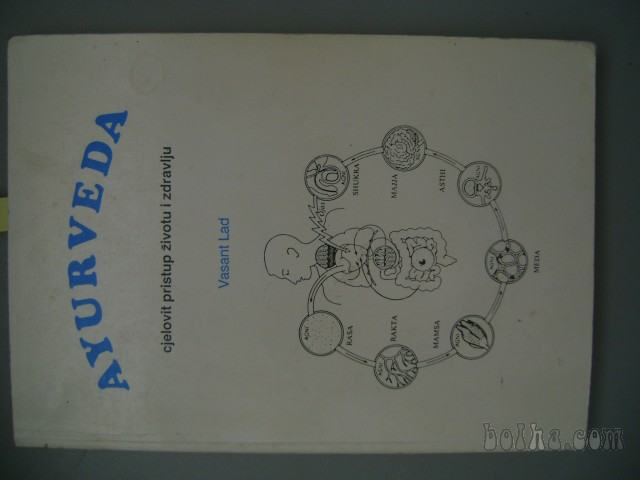 AYURVEDA
cjelovit pristup životu i zdravlju
Vasant Lad
SHUKRA
MAJJA
ASTHI
MEDA
MAMSA
RAKTA
RASA
bolha.com